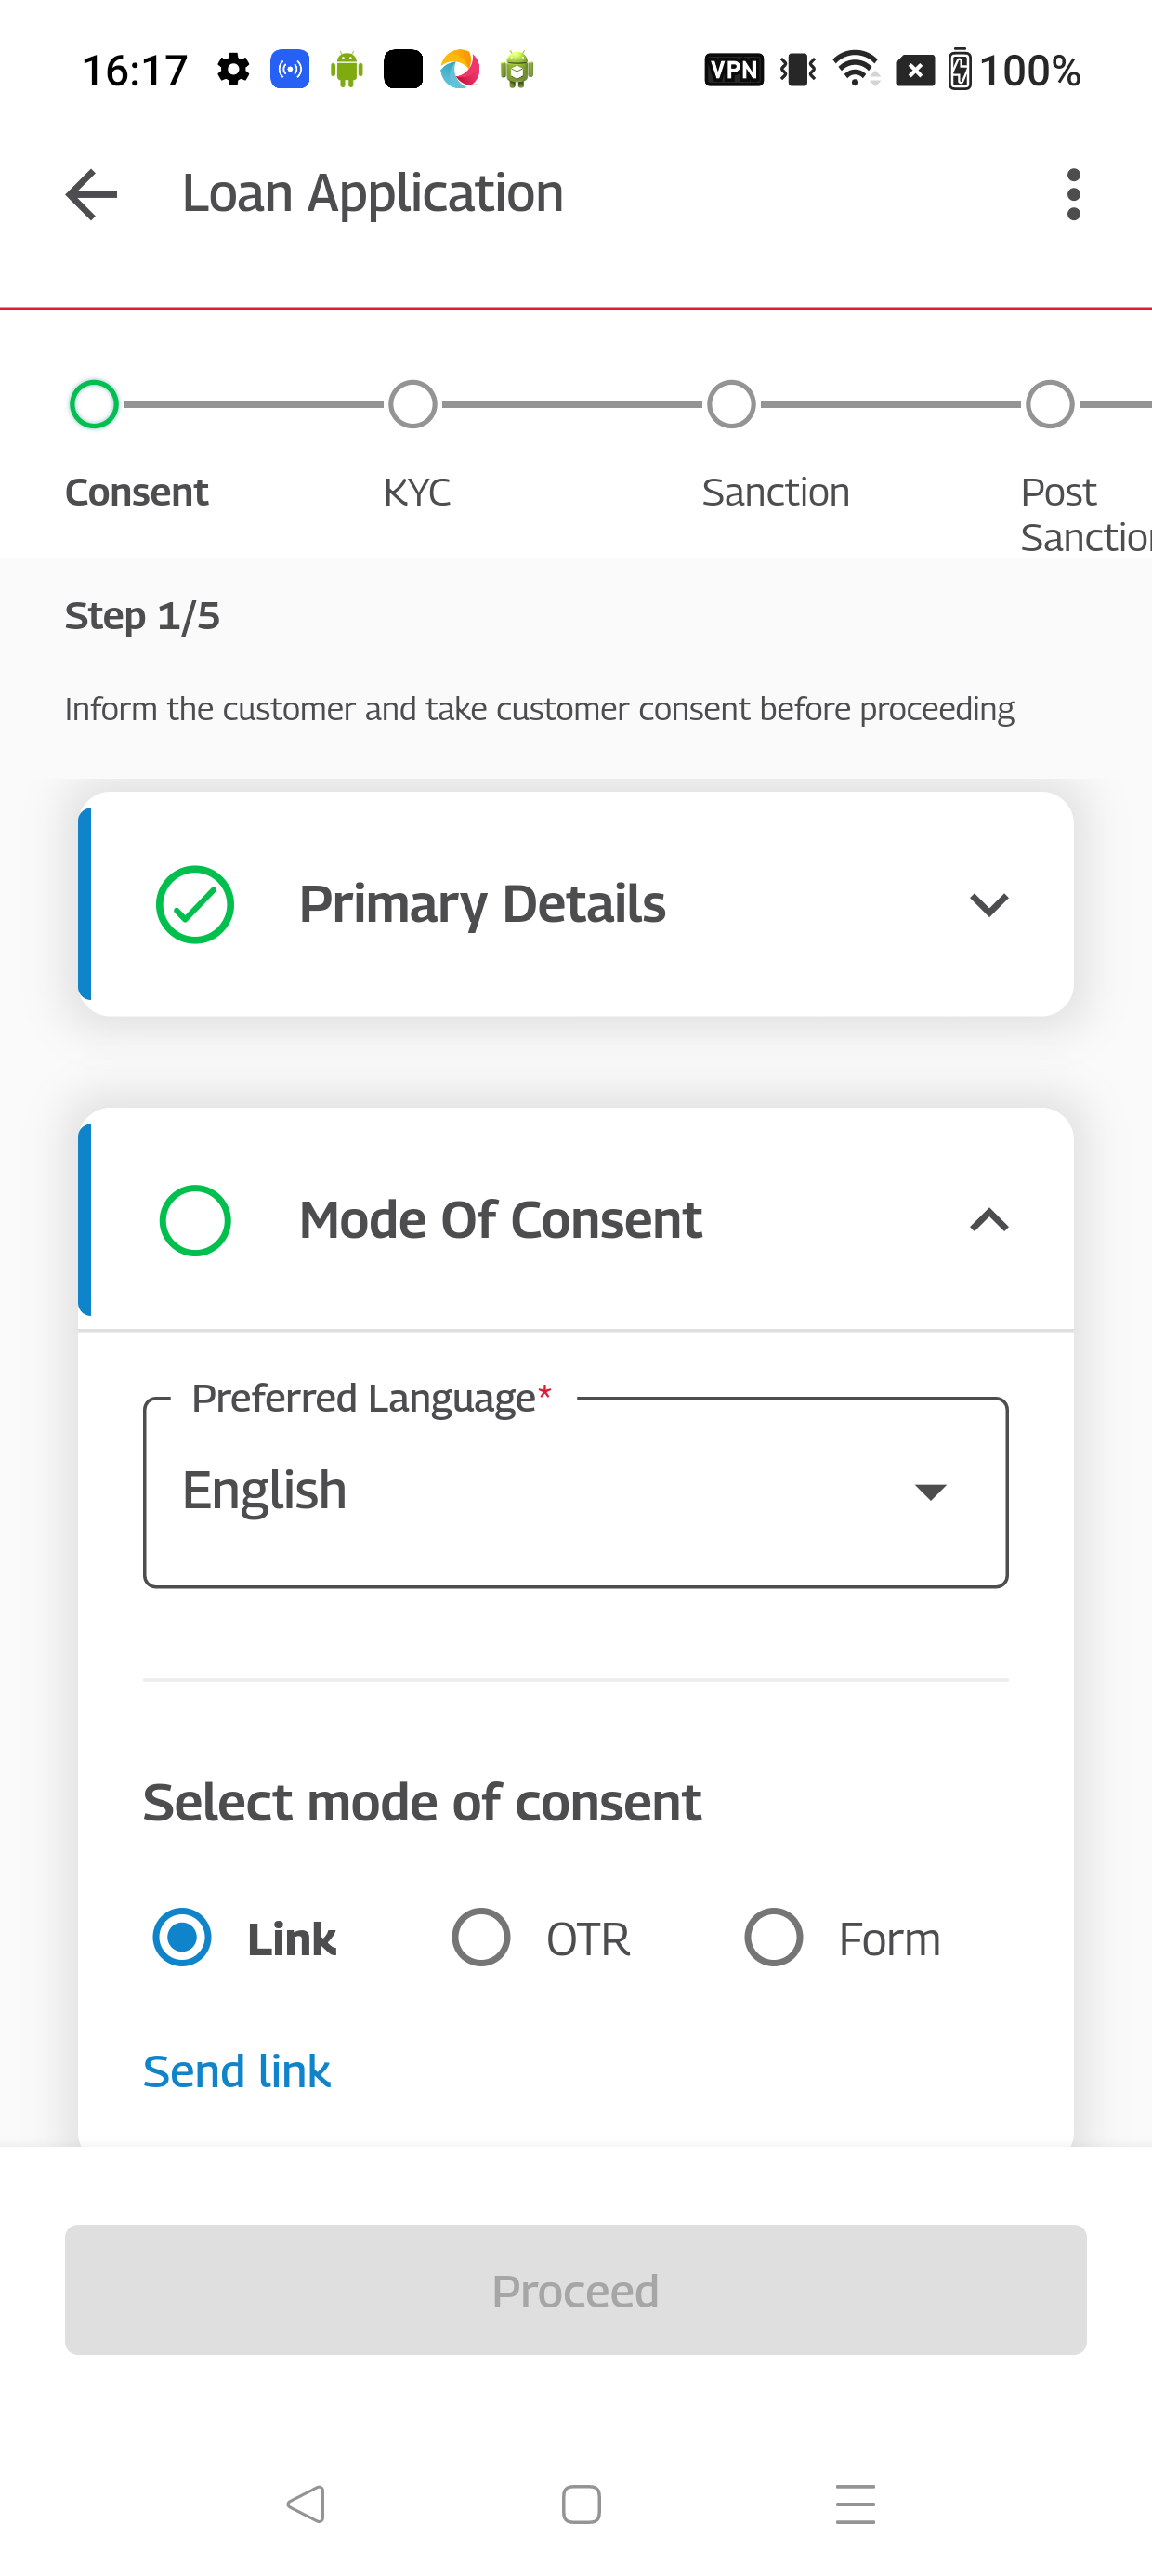 16:17
VPN
100%
Loan Application
Consent
KYC
Sanction
Post
Sanction
Step 1/5
Inform the customer and take customer consent before proceeding
Primary Details
Mode Of Consent
Preferred Language*
English
Select mode of consent
Link
OTR
Form
Send link
Proceed